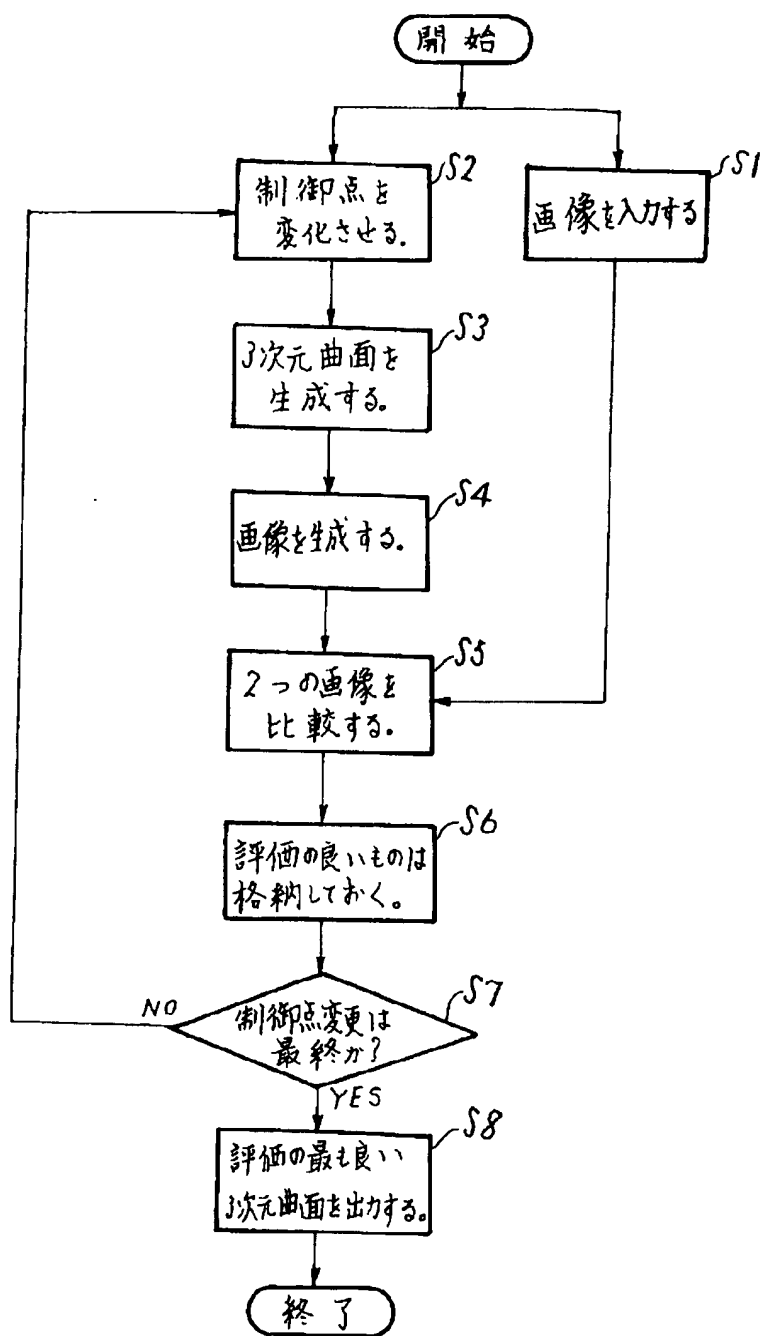 開始
S2
制御点を
変化させる。
S1
画像を入力する
S3
3次元曲面を
生成する。
S4
画像を生成する。
S5
2つの画像を
比較する。
S6
評価の良いものは
格納しておく。
S7
制御点変更は
最終か?
NO
YES
S8
評価の最も良い
3次元曲面を出力する。
終了